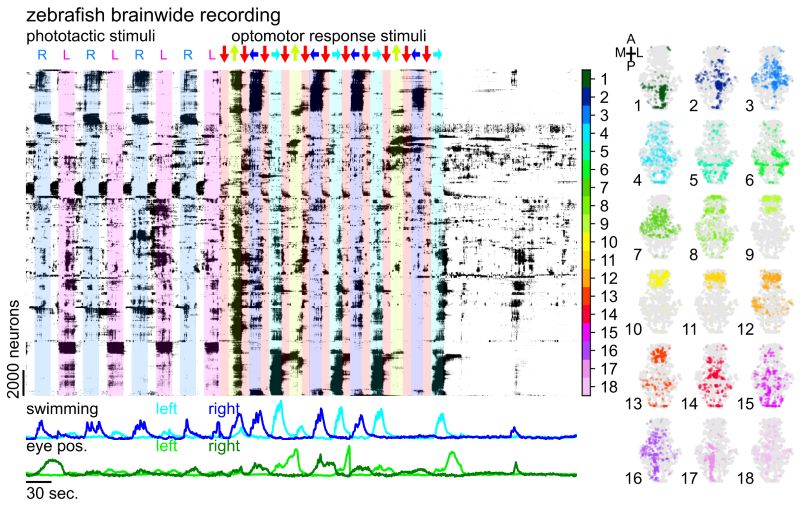 zebrafish brainwide recording
phototactic stimuli optomotor response stimuli
R L R L R L R L
2000 neurons
swimming left right
eye pos. left right
30 sec.
1
2
3
4
5
6
7
8
9
10
11
12
13
14
15
16
17
18
A
M L
P
1 2 3
4 5 6
7 8 9
10 11 12
13 14 15
16 17 18